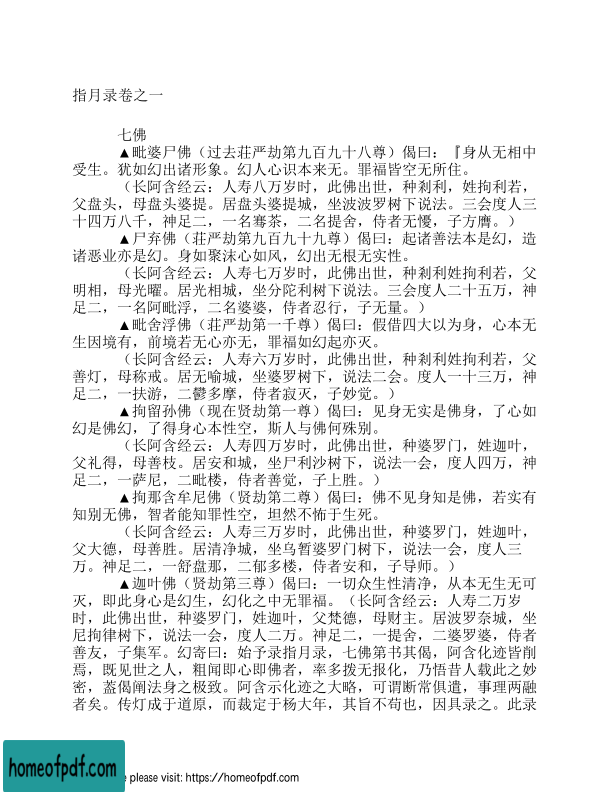 指月录卷之一
七佛
▲毗婆尸佛（过去荘严劫第九百九十八尊）偈曰：『身从无相中
受生。犹如幻出诸形象。幻人心识本来无。罪福皆空无所住。
（长阿含经云：人寿八万岁时，此佛出世，种剎利，姓拘利若，
父盘头，母盘头婆提。居盘头婆提城，坐波波罗树下说法。三会度人三
十四万八千，神足二，一名骞茶，二名提舍，侍者无懮，子方膺。）
▲尸弃佛（荘严劫第九百九十九尊）偈曰：起诸善法本是幻，造
诸恶业亦是幻。身如聚沫心如风，幻出无根无实性。
（长阿含经云：人寿七万岁时，此佛出世，种剎利姓拘利若，父
明相，母光曜。居光相城，坐分陀利树下说法。三会度人二十五万，神
足二，一名阿毗浮，二名婆婆，侍者忍行，子无量。）
▲毗舍浮佛（荘严劫第一千尊）偈曰：假借四大以为身，心本无
生因境有，前境若无心亦无，罪福如幻起亦灭。
（长阿含经云：人寿六万岁时，此佛出世，种剎利姓拘利若，父
善灯，母称戒。居无喻城，坐婆罗树下，说法二会。度人一十三万，神
足二，一扶游，二鬱多摩，侍者寂灭，子妙觉。）
▲拘留孙佛（现在贤劫第一尊）偈曰：见身无实是佛身，了心如
幻是佛幻，了得身心本性空，斯人与佛何殊别。
（长阿含经云：人寿四万岁时，此佛出世，种婆罗门，姓迦叶，
父礼得，母善枝。居安和城，坐尸利沙树下，说法一会，度人四万，神
足二，一萨尼，二毗楼，侍者善觉，子上胜。）
▲拘那含牟尼佛（贤劫第二尊）偈曰：佛不见身知是佛，若实有
知别无佛，智者能知罪性空，坦然不怖于生死。
（长阿含经云：人寿三万岁时，此佛出世，种婆罗门，姓迦叶，
父大德，母善胜。居清净城，坐乌暂婆罗门树下，说法一会，度人三
万。神足二，一舒盘那，二郁多楼，侍者安和，子导师。）
▲迦叶佛（贤劫第三尊）偈曰：一切众生性清净，从本无生无可
灭，即此身心是幻生，幻化之中无罪福。（长阿含经云：人寿二万岁
时，此佛出世，种婆罗门，姓迦叶，父梵德，母财主。居波罗奈城，坐
尼拘律树下，说法一会，度人二万。神足二，一提舍，二婆罗婆，侍者
善友，子集军。幻寄曰：始予录指月录，七佛第书其偈，阿含化迹皆削
焉，既见世之人，粗闻即心即佛者，率多拨无报化，乃悟昔人载此之妙
密，葢偈阐法身之极致。阿含示化迹之大略，可谓断常俱遣，事理两融
者矣。传灯成于道原，而裁定于杨大年，其旨不苟也，因具录之。此录
homeofpdf.com
e please visit: https://homeofpdf.com